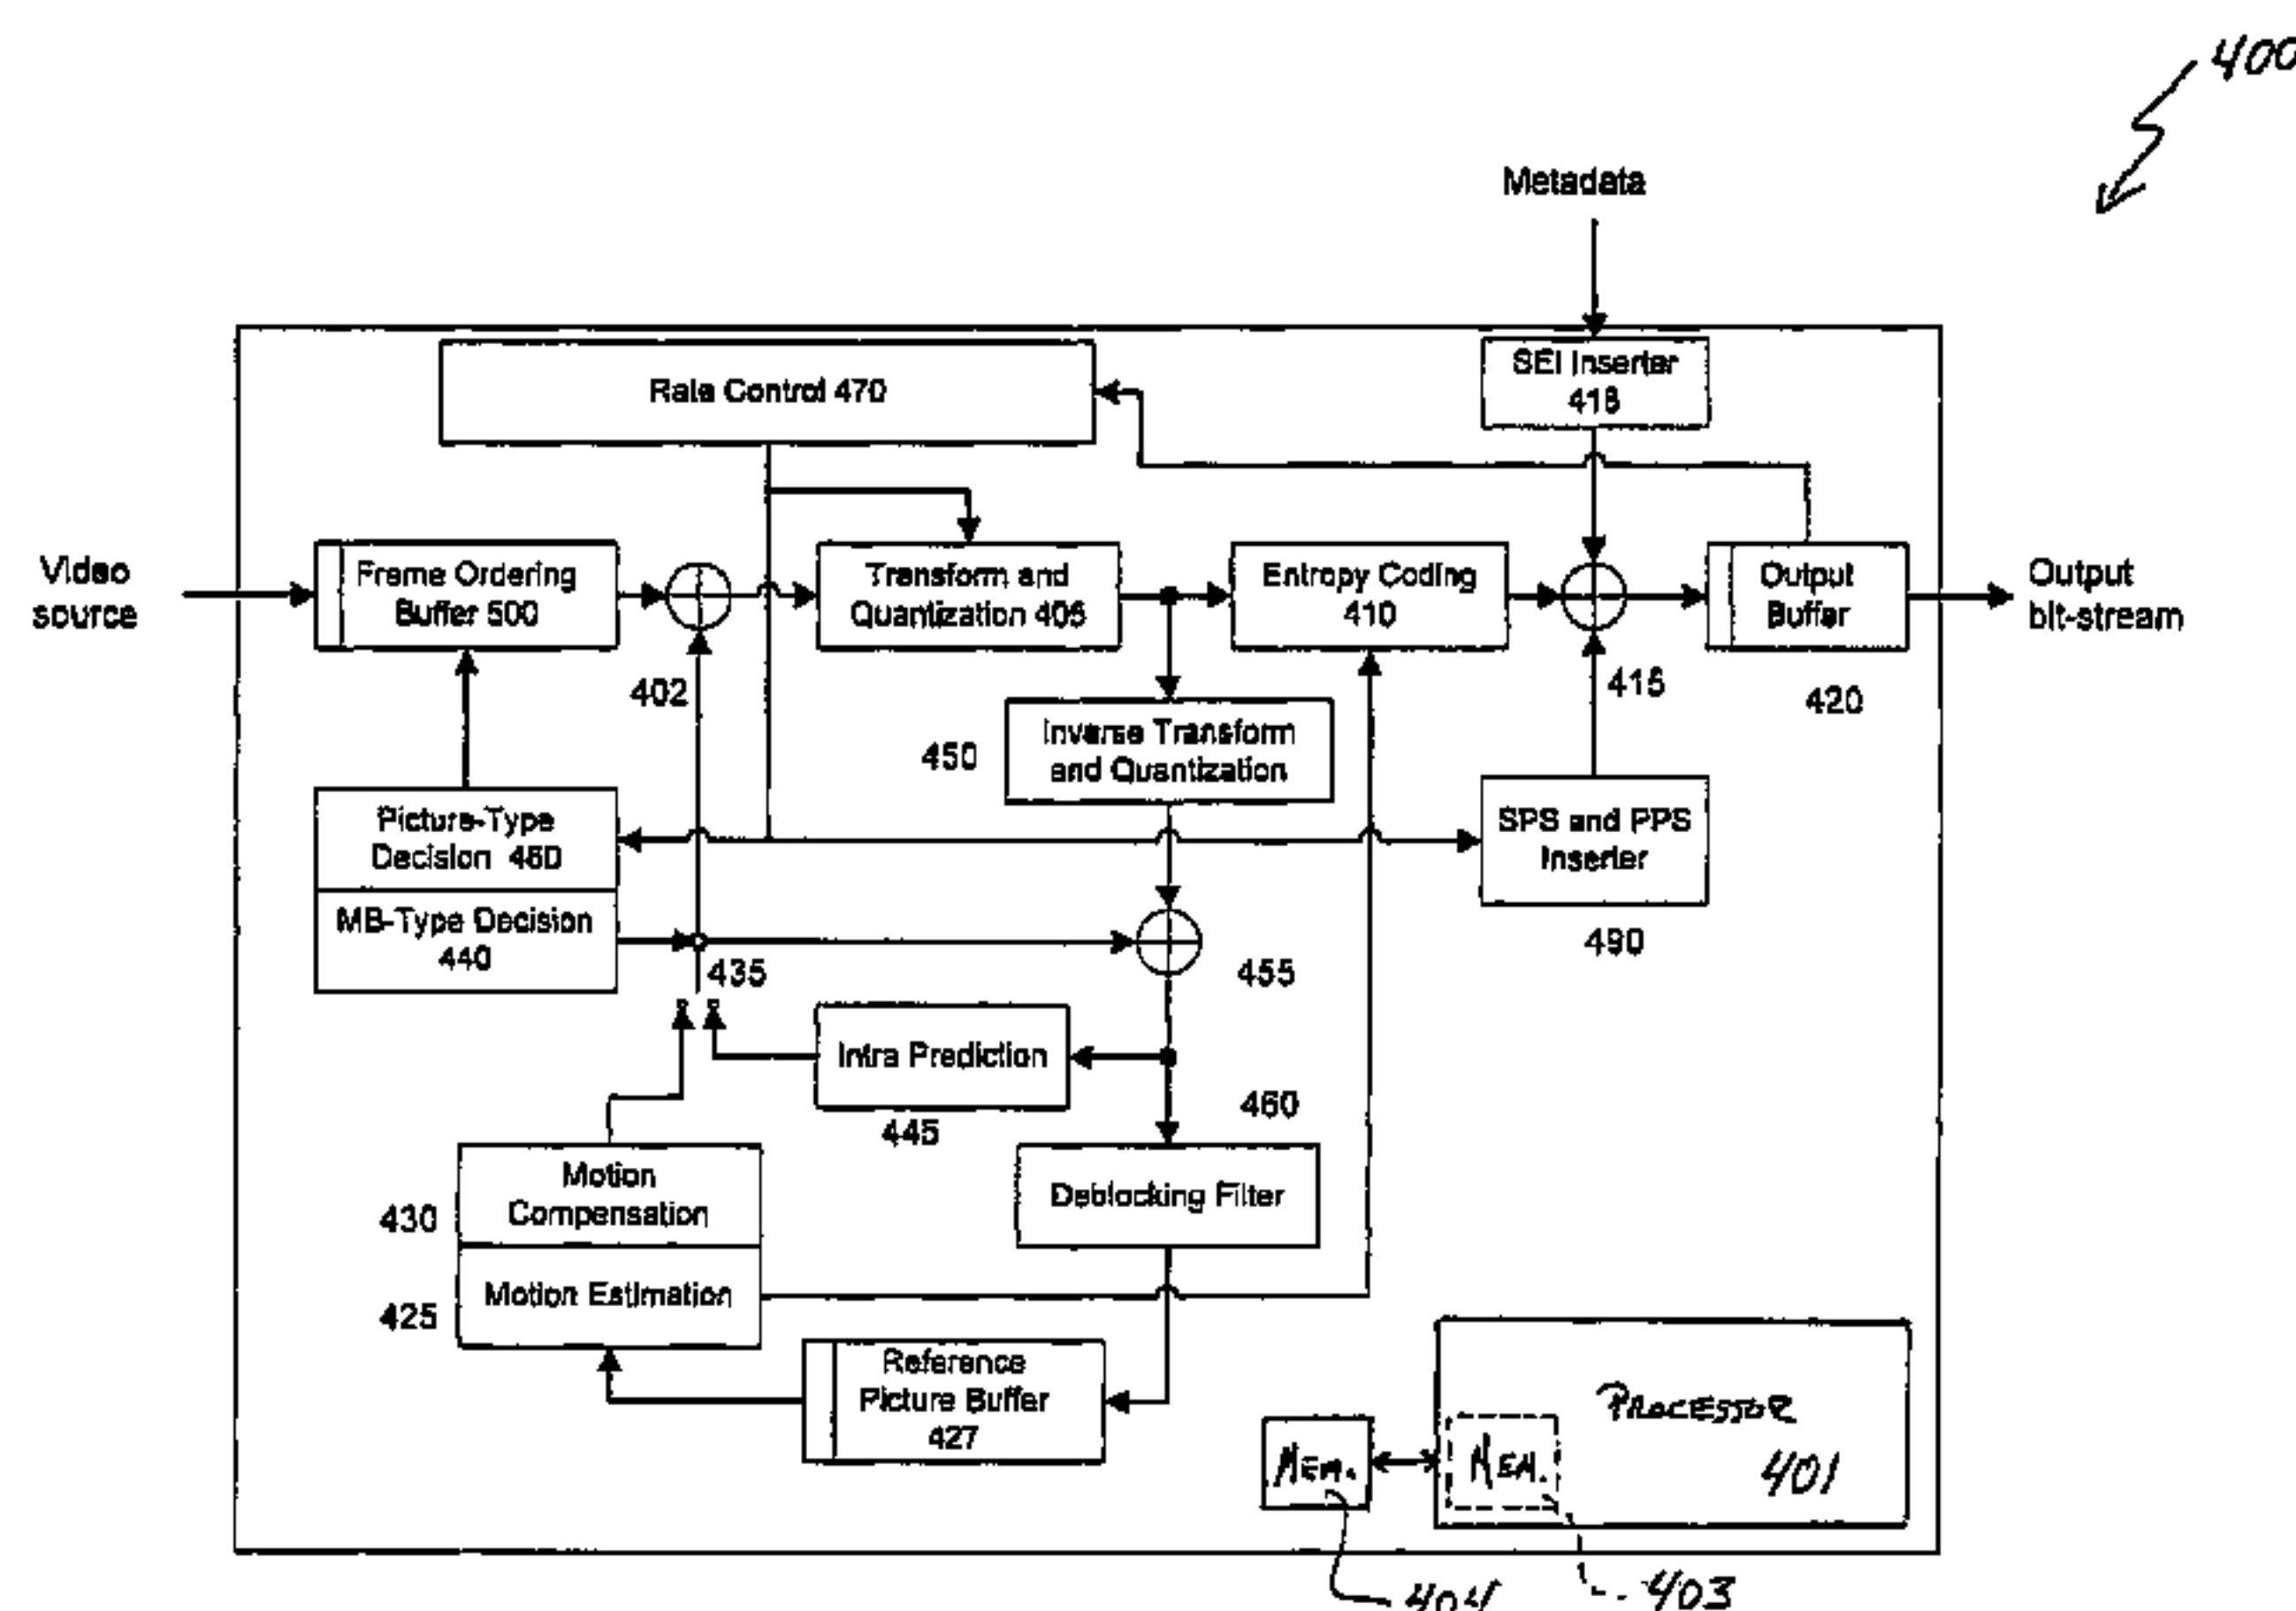 400
Metadata
Rate Control 470
SEI Inserter
418
Video
source
Frame Ordering
Buffer 500
Transform and
Quantization 405
Entropy Coding
410
Output
Buffer
Output
bit-stream
402
415
420
450
Inverse Transform
and Quantization
Picture-Type
Decision 460
SPS and PPS
Inserter
MB-Type Decision
440
490
435
455
Intra Prediction
445
460
Motion
Compensation
430
Deblocking Filter
Motion Estimation
425
Reference
Picture Buffer
427
PROCESSOR
401
MEM.
MEM.
404
403